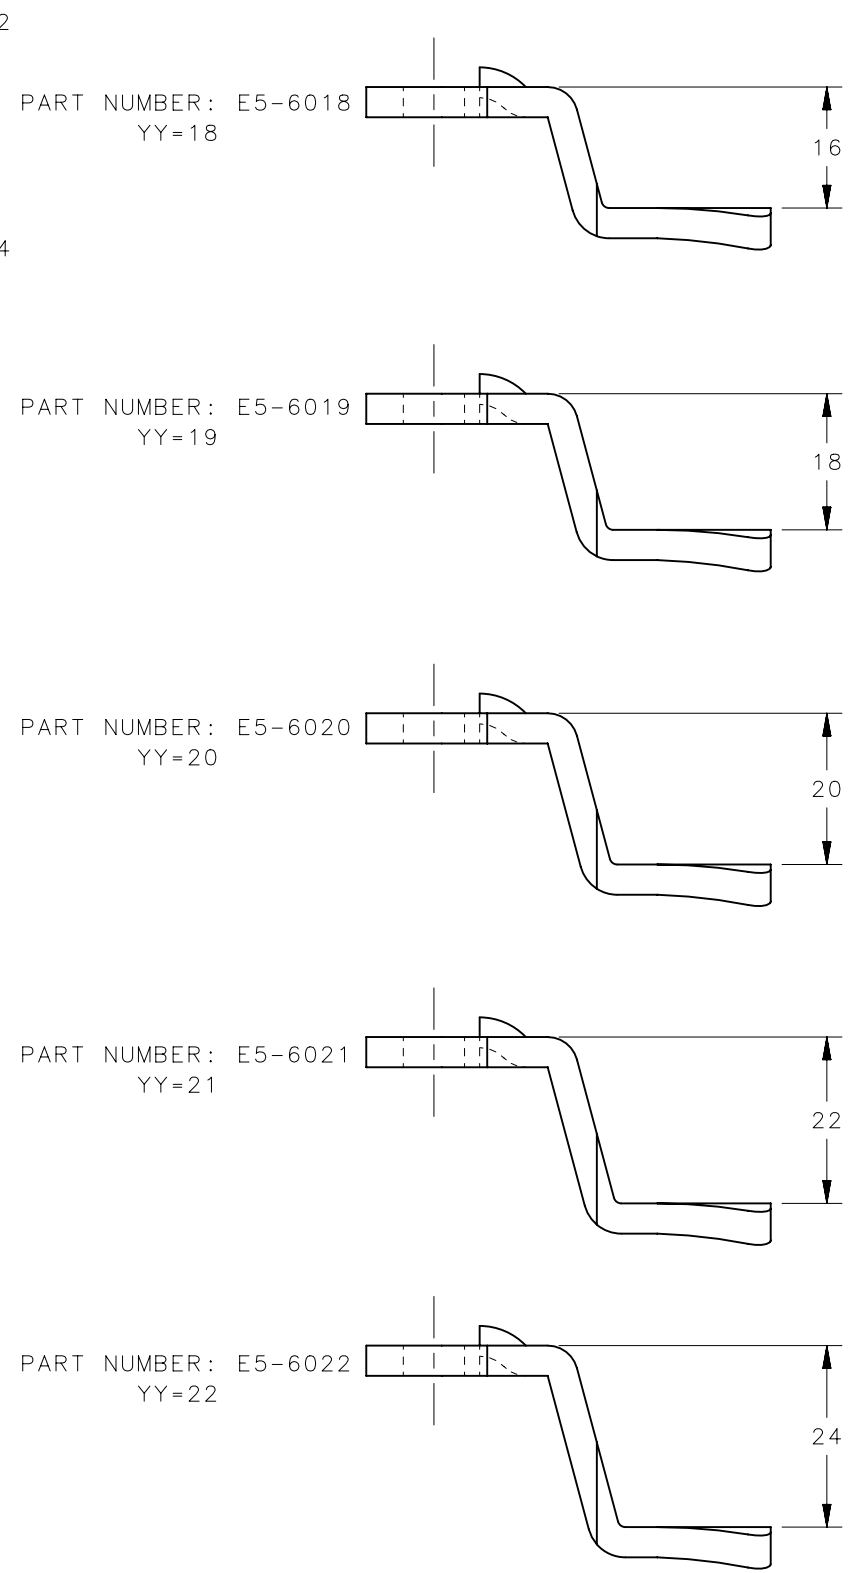 2
PART NUMBER: E5-6018
YY=18
16
4
PART NUMBER: E5-6019
YY=19
18
PART NUMBER: E5-6020
YY=20
20
PART NUMBER: E5-6021
YY=21
22
PART NUMBER: E5-6022
YY=22
24